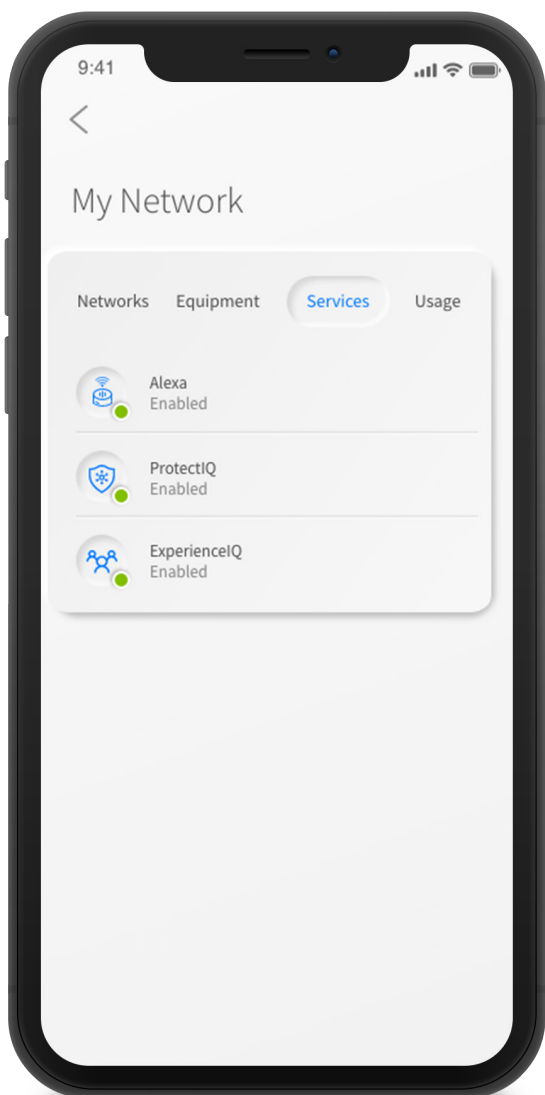 9:41
My Network
Networks Equipment Services Usage
Alexa
Enabled
ProtectIQ
Enabled
ExperienceIQ
Enabled